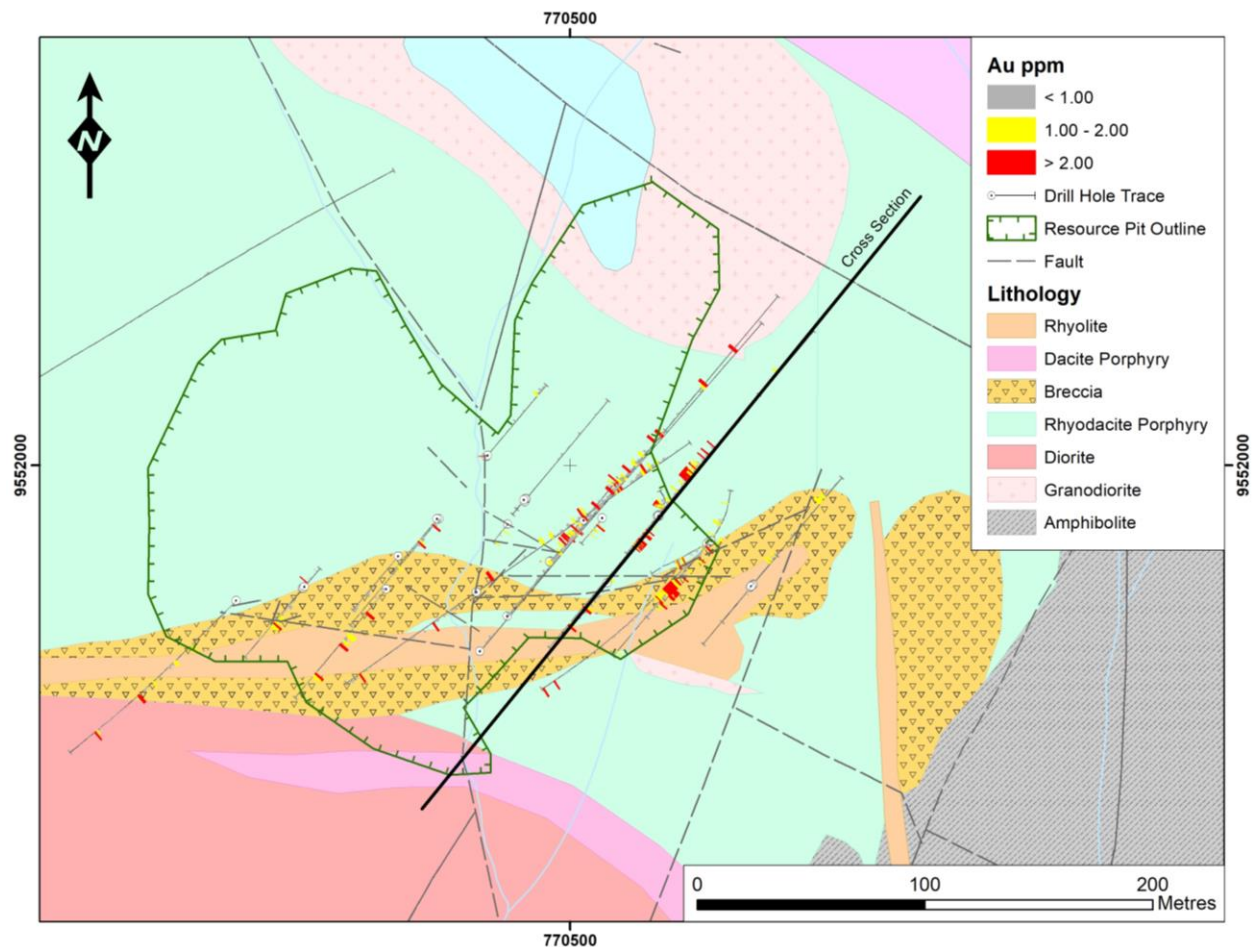 770500
N
Cross Section
9552000
9552000
Au ppm
< 1.00
1.00 - 2.00
> 2.00
Drill Hole Trace
Resource Pit Outline
Fault
Lithology
Rhyolite
Dacite Porphyry
Breccia
Rhyodacite Porphyry
Diorite
Granodiorite
Amphibolite
0 100 200
Metres
770500